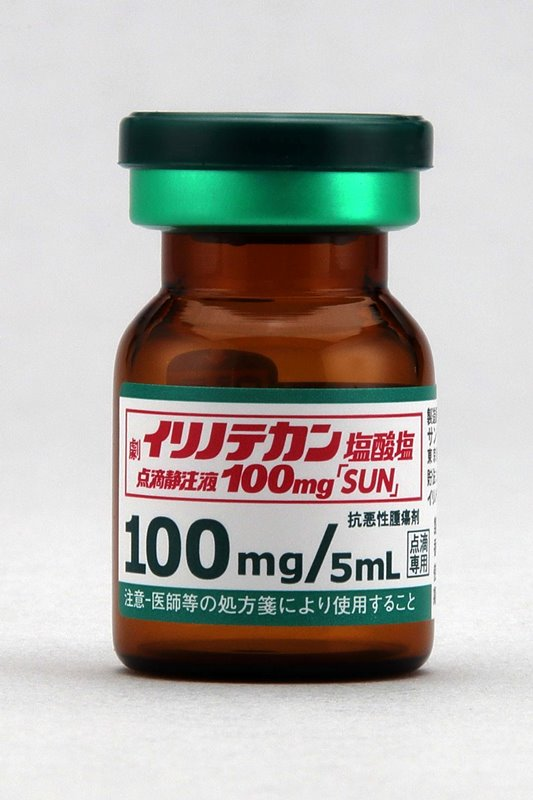 劇 イリノテカン塩酸塩
点滴静注液100mg「SUN」
抗悪性腫瘍剤
100mg/5mL
点滴
専用
注意-医師等の処方箋により使用すること